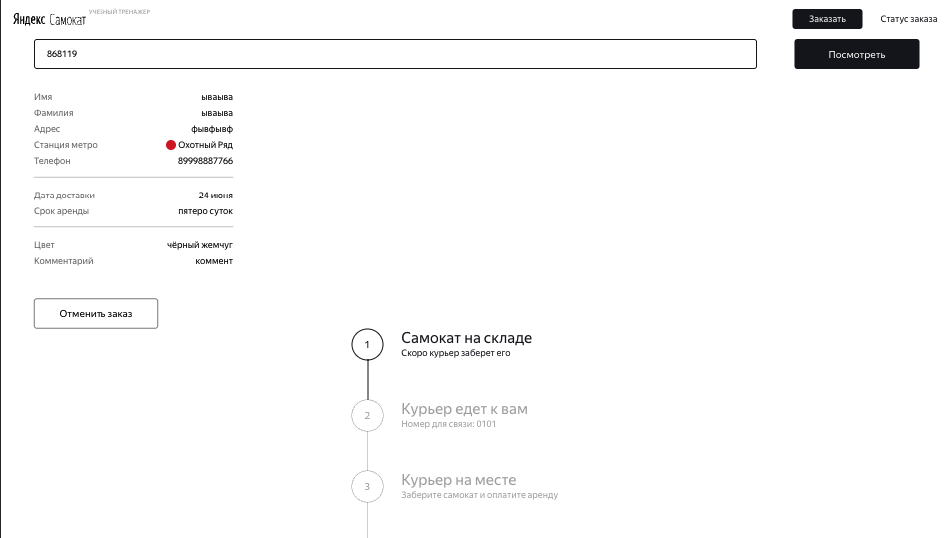 Яндекс Самокат УЧЕБНЫЙ ТРЕНАЖЕР Заказать Статус заказа
868119 Посмотреть
Имя ываыва
Фамилия ываыва
Адрес фывфывф
Станция метро Охотный Ряд
Телефон 89998887766
Дата доставки 24 июня
Срок аренды пятеро суток
Цвет чёрный жемчуг
Комментарий коммент
Отменить заказ
1 Самокат на складе
Скоро курьер заберет его
2 Курьер едет к вам
Номер для связи: 0101
3 Курьер на месте
Заберите самокат и оплатите аренду